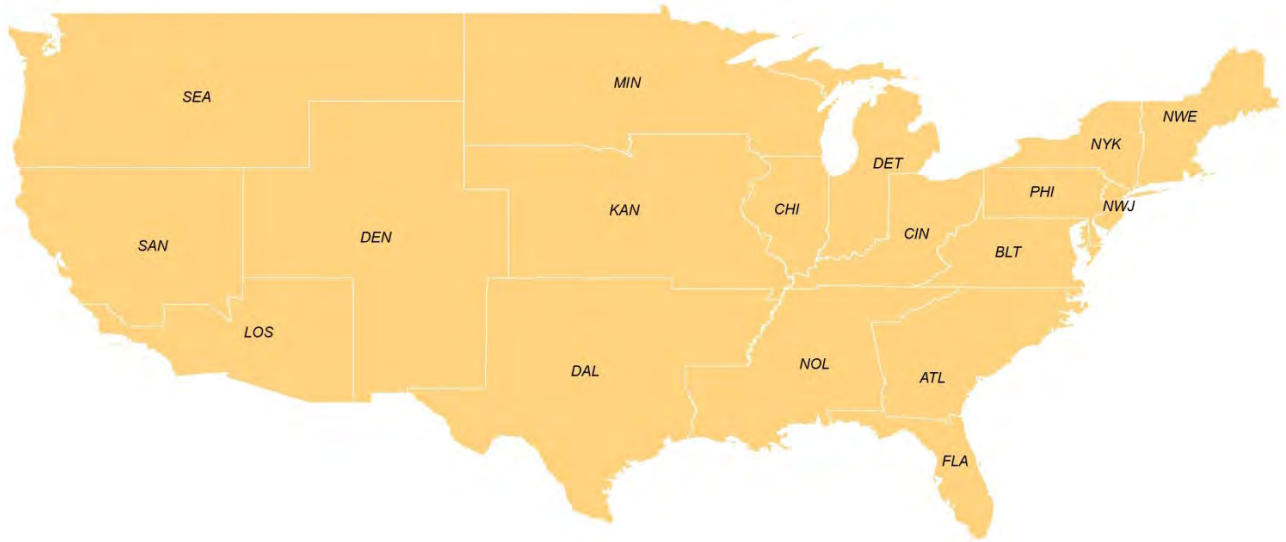 MIN
SEA
NWE
NYK
DET
PHI
NWJ
KAN
CHI
CIN
DEN
SAN
BLT
LOS
NOL
DAL
ATL
FLA